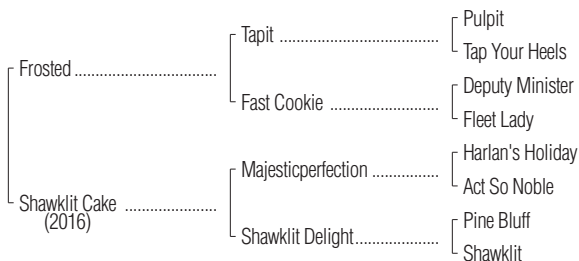 Pulpit
Tapit ........................................
Tap Your Heels
Frosted ....................................
Deputy Minister
Fast Cookie ...........................
Fleet Lady
Harlan's Holiday
Majesticperfection .................
Act So Noble
Shawklit Cake .......................
(2016)
Pine Bluff
Shawklit Delight.....................
Shawklit